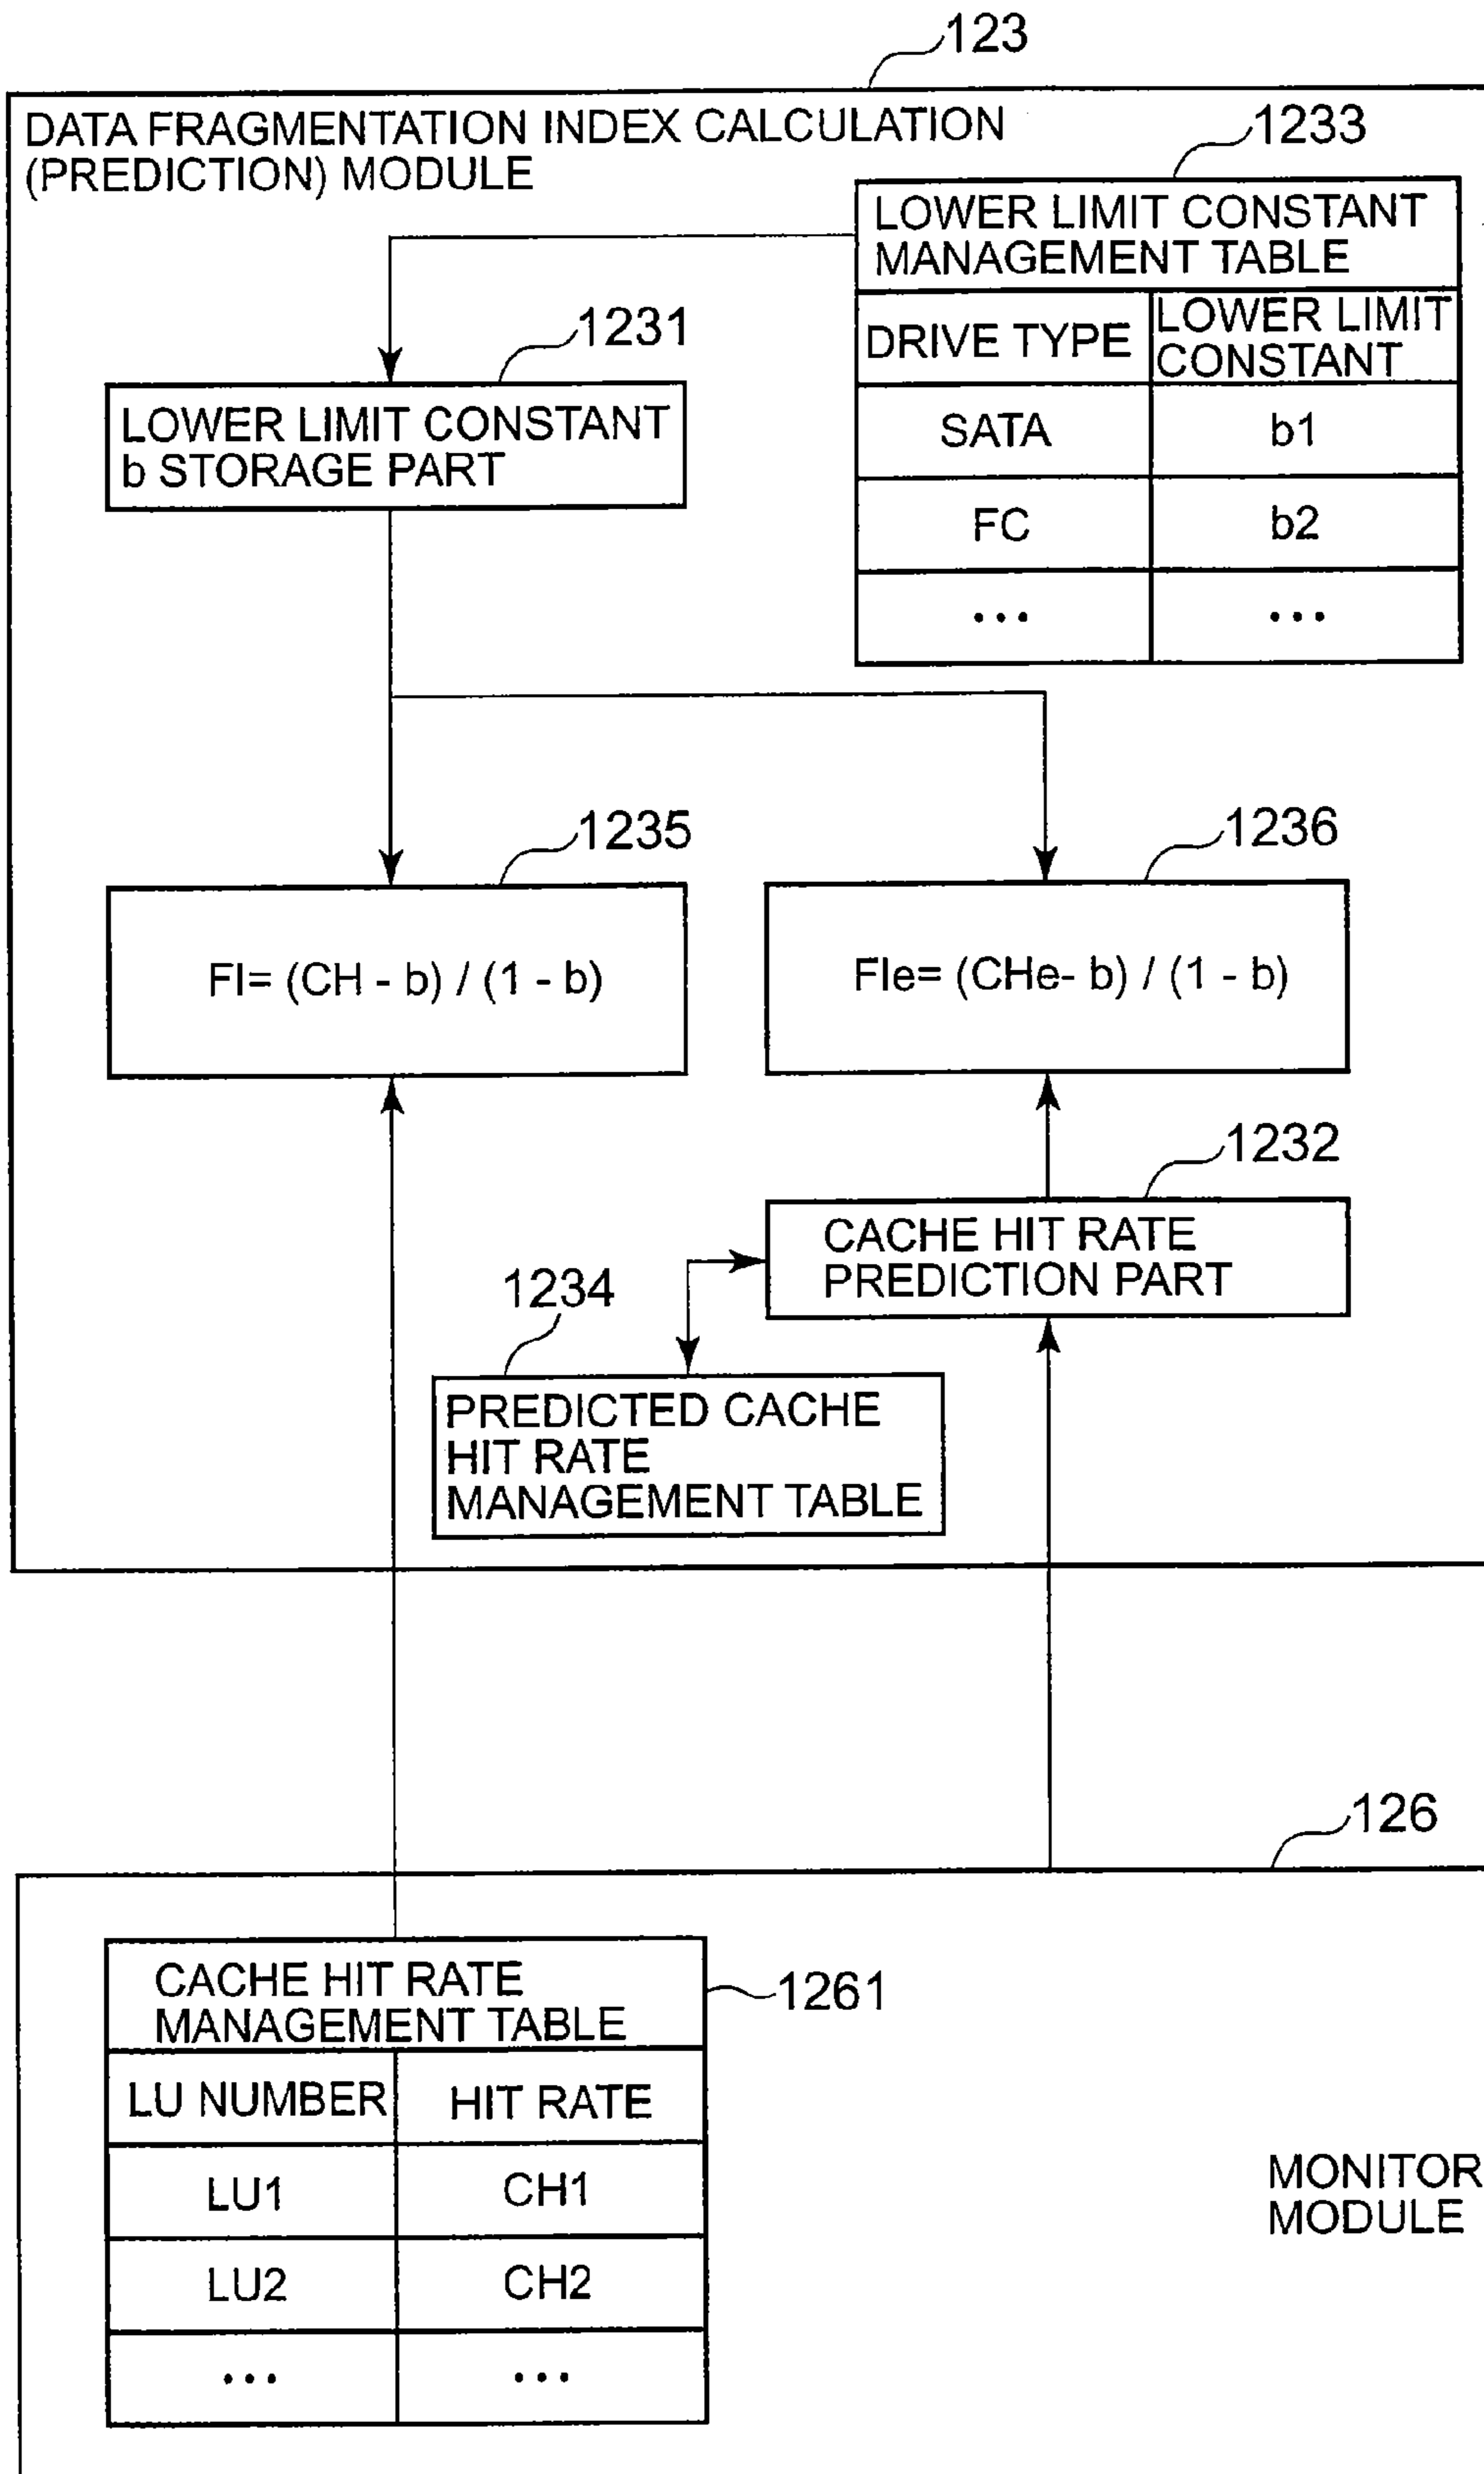 123
DATA FRAGMENTATION INDEX CALCULATION
(PREDICTION) MODULE
1233
LOWER LIMIT CONSTANT
MANAGEMENT TABLE
DRIVE TYPE
LOWER LIMIT
CONSTANT
SATA
b1
FC
b2
...
...
1231
LOWER LIMIT CONSTANT
b STORAGE PART
1235
FI= (CH - b) / (1 - b)
1236
FIe= (CHe- b) / (1 - b)
1232
CACHE HIT RATE
PREDICTION PART
1234
PREDICTED CACHE
HIT RATE
MANAGEMENT TABLE
126
CACHE HIT RATE
MANAGEMENT TABLE
1261
LU NUMBER
HIT RATE
LU1
CH1
LU2
CH2
...
...
MONITOR
MODULE